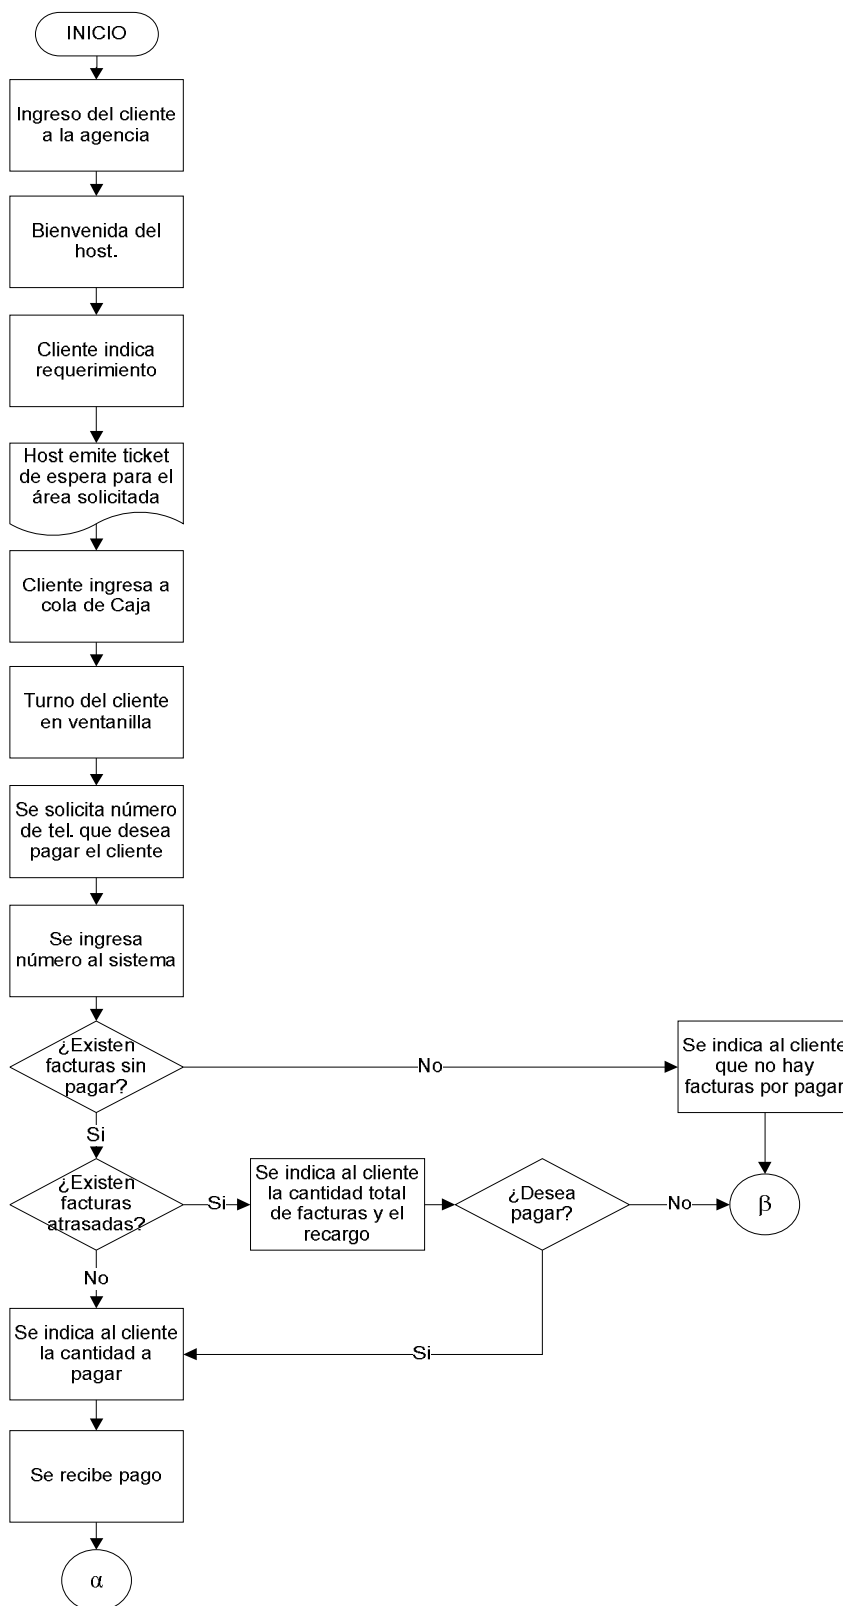 INICIO
Ingreso del cliente
a la agencia
Bienvenida del
host.
Cliente indica
requerimiento
Host emite ticket
de espera para el
área solicitada
Cliente ingresa a
cola de Caja
Turno del cliente
en ventanilla
Se solicita número
de tel. que desea
pagar el cliente
Se ingresa
número al sistema
¿Existen
facturas sin
pagar?
No
Se indica al cliente
que no hay
facturas por pagar
Si
¿Existen
facturas
atrasadas?
Si
Se indica al cliente
la cantidad total
de facturas y el
recargo
¿Desea
pagar?
No
β
No
Se indica al cliente
la cantidad a
pagar
Si
Se recibe pago
α